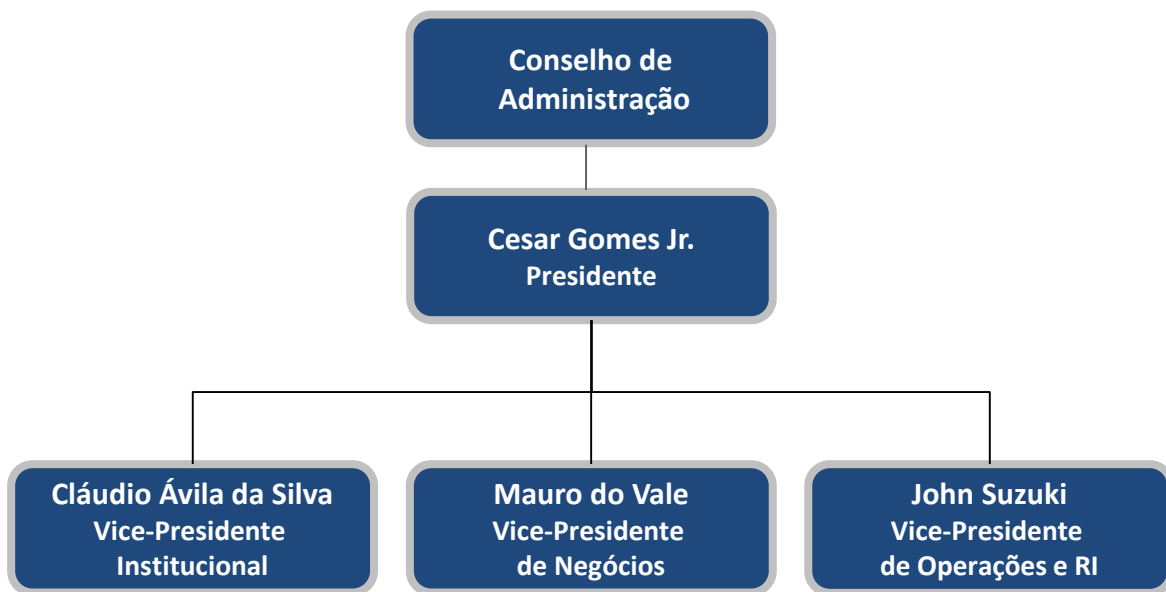 Conselho de
Administração
Cesar Gomes Jr.
Presidente
Cláudio Ávila da Silva
Vice-Presidente
Institucional
Mauro do Vale
Vice-Presidente
de Negócios
John Suzuki
Vice-Presidente
de Operações e RI